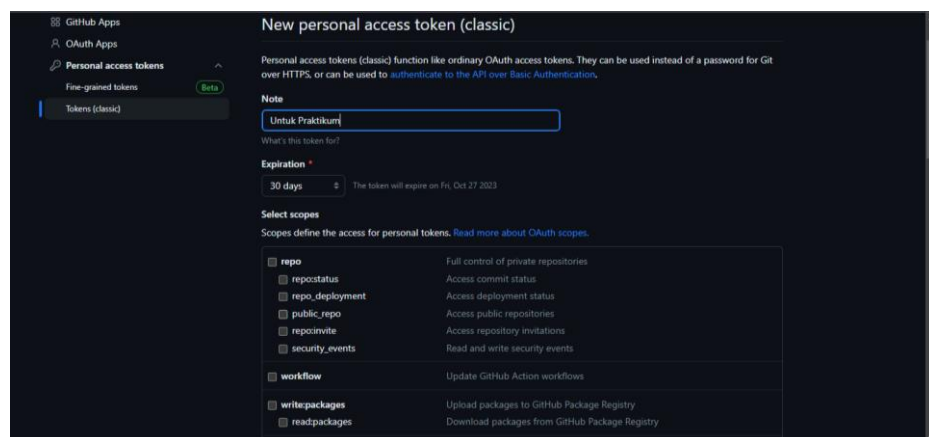 GitHub Apps
OAuth Apps
Personal access tokens
Fine-grained tokens Beta
Tokens (classic)
New personal access token (classic)
Personal access tokens (classic) function like ordinary OAuth access tokens. They can be used instead of a password for Git
over HTTPS, or can be used to authenticate to the API over Basic Authentication.
Note
Untuk Praktikum
What's this token for?
Expiration *
30 days The token will expire on Fri, Oct 27 2023
Select scopes
Scopes define the access for personal tokens. Read more about OAuth scopes.
repo Full control of private repositories
repo:status Access commit status
repo_deployment Access deployment status
public_repo Access public repositories
repo:invite Access repository invitations
security_events Read and write security events
workflow Update GitHub Action workflows
write:packages Upload packages to GitHub Package Registry
read:packages Download packages from GitHub Package Registry